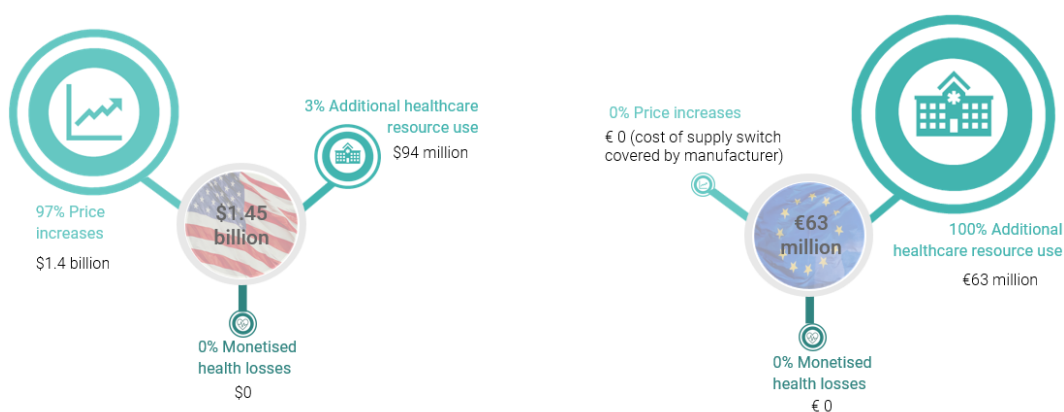 3% Additional healthcare
resource use
$94 million
97% Price
increases
$1.4 billion
$1.45
billion
0% Monetised
health losses
$0
0% Price increases
€ 0 (cost of supply switch
covered by manufacturer)
€63
million
100% Additional
healthcare resource use
€63 million
0% Monetised
health losses
€ 0